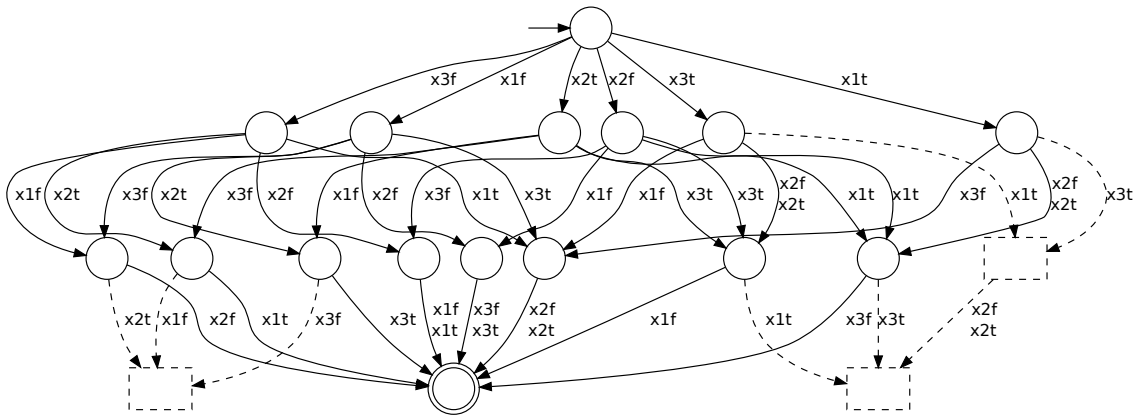 x3f x1f x2t x2f x3t x1t
x1f x2t x3f x2t x3f x2f x1f x2f x3f x1t x3t x1f x1f x3t x3t x2f x1t x1t x3f x1t x2f x3t
x2t x2t
x2t x1f x2f x1t x3f x3t x1f x3f x2f x1f x1t x3f x3t x2f
x1t x3t x2t x2t